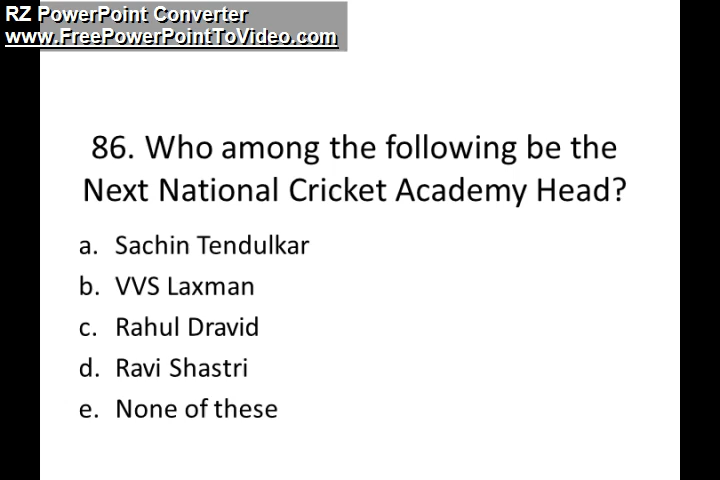 RZ PowerPoint Converter
www.FreePowerPointToVideo.com
86. Who among the following be the
Next National Cricket Academy Head?
a. Sachin Tendulkar
b. VVS Laxman
c. Rahul Dravid
d. Ravi Shastri
e. None of these